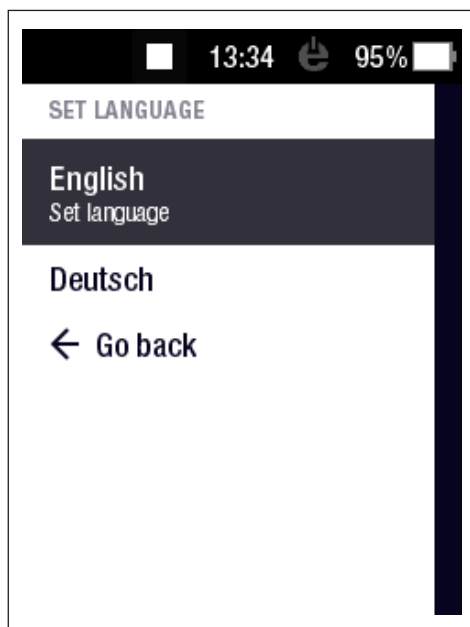 13:34 95%
SET LANGUAGE
English
Set language
Deutsch
← Go back